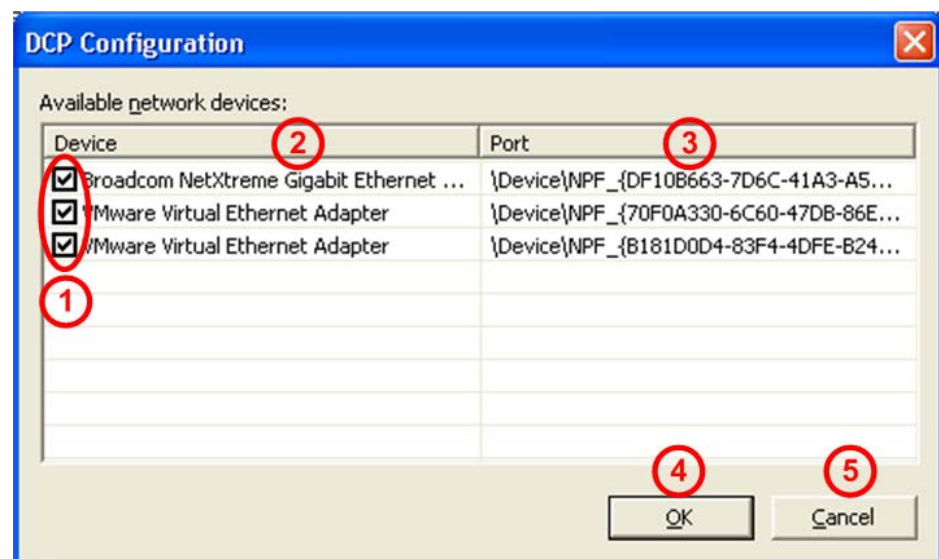 DCP Configuration
Available network devices:
Device 2 Port 3
Broadcom NetXtreme Gigabit Ethernet ... \Device\NPF_{DF10B663-7D6C-41A3-A5...
VMware Virtual Ethernet Adapter \Device\NPF_{70F0A330-6C60-47DB-86E...
VMware Virtual Ethernet Adapter \Device\NPF_{B181D0D4-83F4-4DFE-B24...
1
4 5
OK Cancel